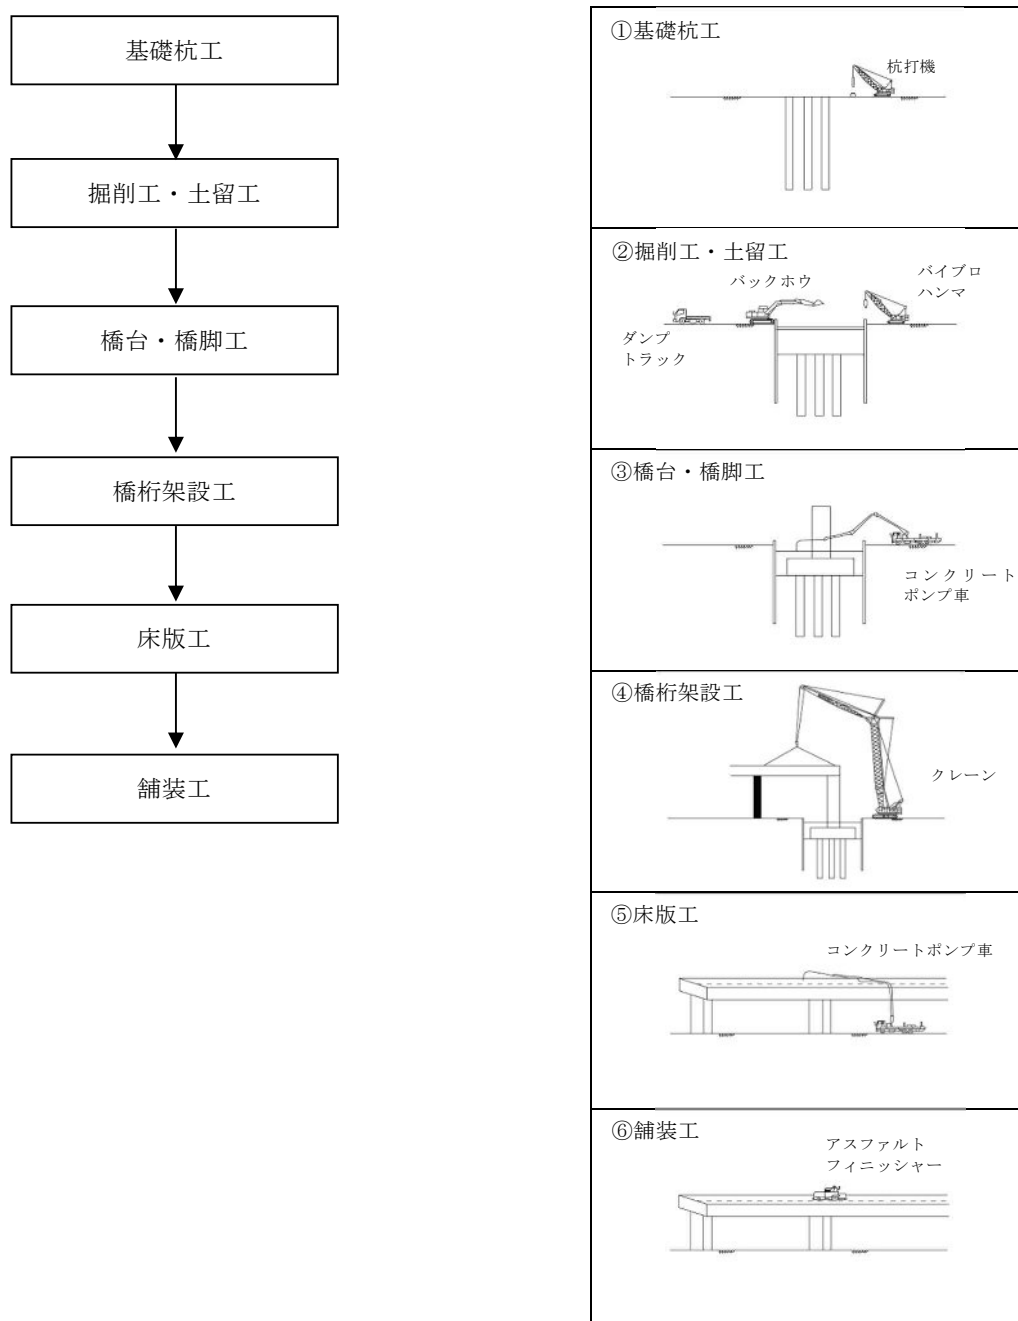 基礎杭工
掘削工・土留工
橋台・橋脚工
橋桁架設工
床版工
舗装工
①基礎杭工
杭打機
②掘削工・土留工
バックホウ
バイブロ
ハンマ
ダンプ
トラック
③橋台・橋脚工
コンクリート
ポンプ車
④橋桁架設工
クレーン
⑤床版工
コンクリートポンプ車
⑥舗装工
アスファルト
フィニッシャー